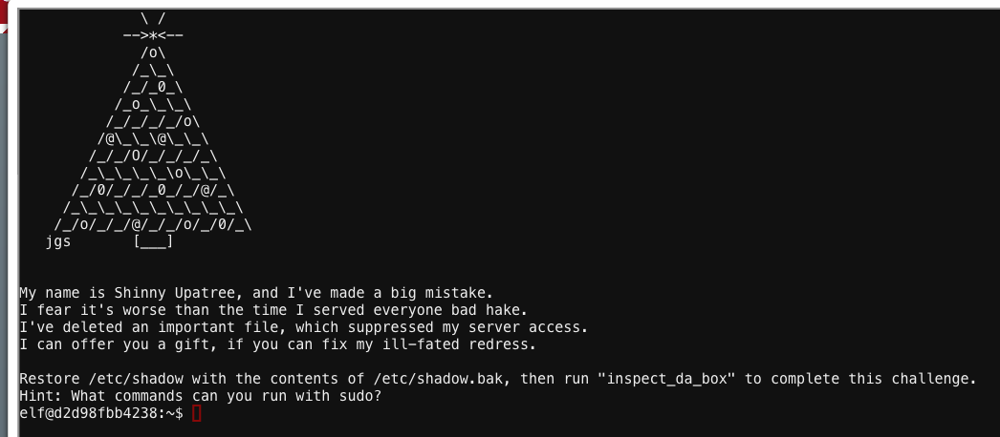 \ /
-->*<--
/o\
/_\_\
/_/_0_\
/_o_\_\_\
/_/_/_/_/o\
/@\_\_\@\_\_\
/_/_/O/_/_/_/_\
/_\_\_\_\_\o\_\_\
/_/0/_/_/_0_/_/@/_\
/_\_\_\_\_\_\_\_\_\_\
/_/o/_/_/@/_/_/o/_/0/_\
jgs [___]
My name is Shinny Upatree, and I've made a big mistake.
I fear it's worse than the time I served everyone bad hake.
I've deleted an important file, which suppressed my server access.
I can offer you a gift, if you can fix my ill-fated redress.
Restore /etc/shadow with the contents of /etc/shadow.bak, then run "inspect_da_box" to complete this challenge.
Hint: What commands can you run with sudo?
elf@d2d98fbb4238:~$